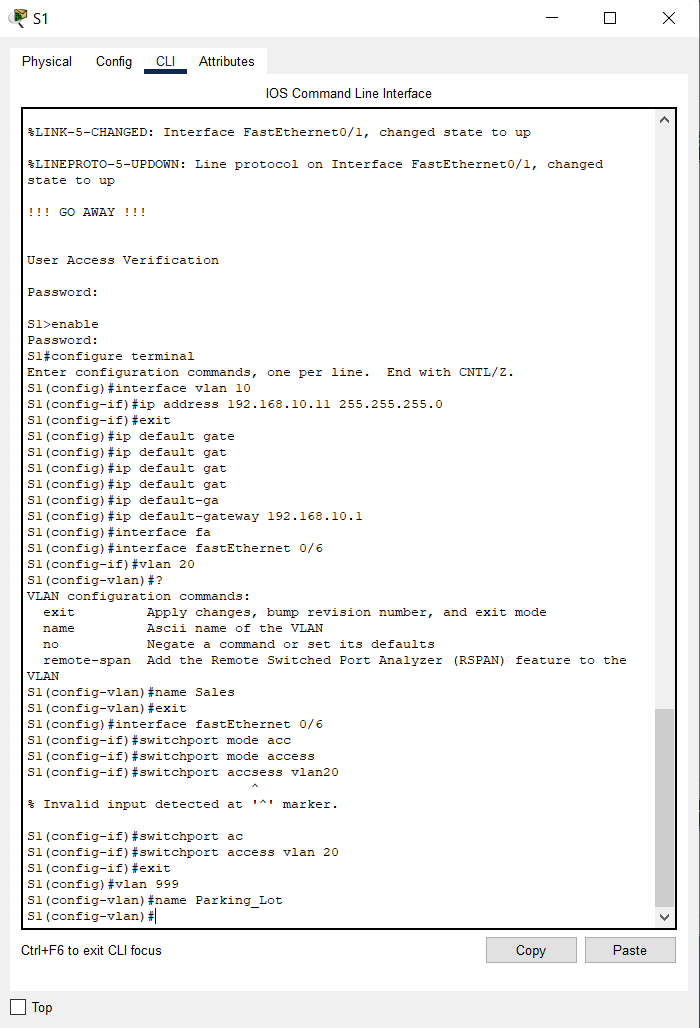 S1
Physical Config CLI Attributes
IOS Command Line Interface
%LINK-5-CHANGED: Interface FastEthernet0/1, changed state to up
%LINEPROTO-5-UPDOWN: Line protocol on Interface FastEthernet0/1, changed
state to up
!!! GO AWAY !!!
User Access Verification
Password:
S1>enable
Password:
S1#configure terminal
Enter configuration commands, one per line.  End with CNTL/Z.
S1(config)#interface vlan 10
S1(config-if)#ip address 192.168.10.11 255.255.255.0
S1(config-if)#exit
S1(config)#ip default gate
S1(config)#ip default gat
S1(config)#ip default gat
S1(config)#ip default gat
S1(config)#ip default-ga
S1(config)#ip default-gateway 192.168.10.1
S1(config)#interface fa
S1(config)#interface fastEthernet 0/6
S1(config-if)#vlan 20
S1(config-vlan)#?
VLAN configuration commands:
  exit         Apply changes, bump revision number, and exit mode
  name         Ascii name of the VLAN
  no           Negate a command or set its defaults
  remote-span  Add the Remote Switched Port Analyzer (RSPAN) feature to the
VLAN
S1(config-vlan)#name Sales
S1(config-vlan)#exit
S1(config)#interface fastEthernet 0/6
S1(config-if)#switchport mode acc
S1(config-if)#switchport mode access
S1(config-if)#switchport accsess vlan20
                            ^
% Invalid input detected at '^' marker.
S1(config-if)#switchport ac
S1(config-if)#switchport access vlan 20
S1(config-if)#exit
S1(config)#vlan 999
S1(config-vlan)#name Parking_Lot
S1(config-vlan)#
Ctrl+F6 to exit CLI focus
Copy
Paste
Top